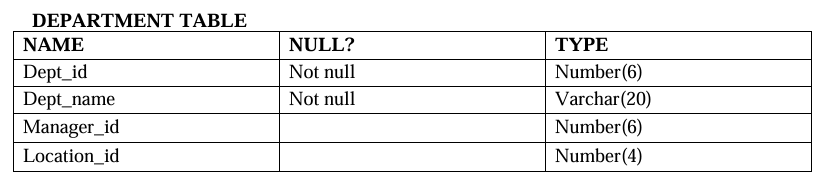 DEPARTMENT TABLE
NAME NULL? TYPE
Dept_id Not null Number(6)
Dept_name Not null Varchar(20)
Manager_id Number(6)
Location_id Number(4)